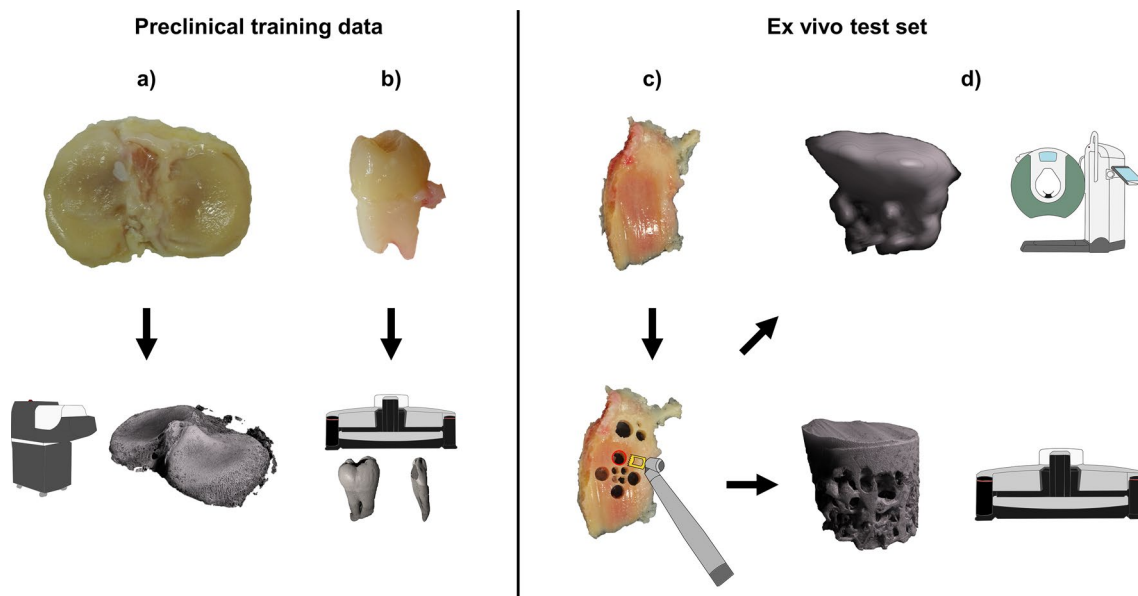 Preclinical training data
Ex vivo test set
a)
b)
c)
d)